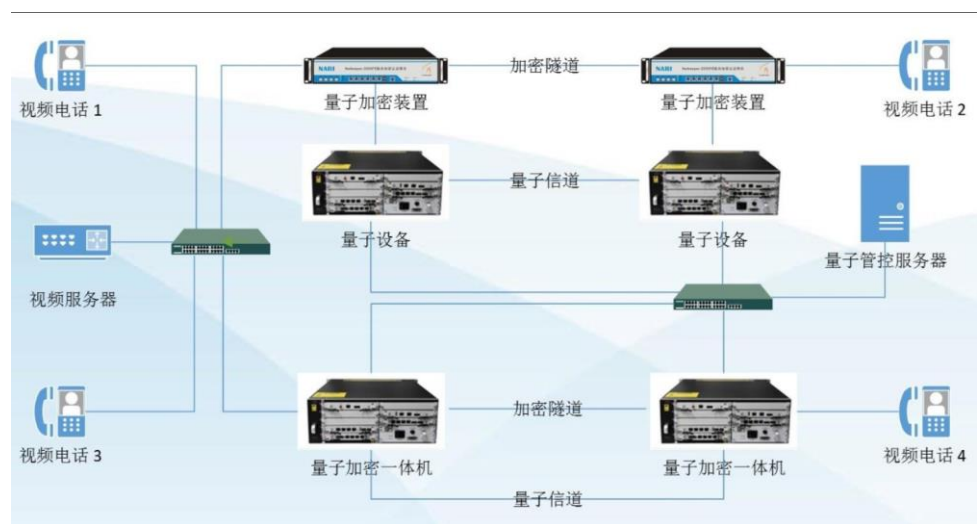 加密隧道
量子加密装置
量子加密装置
视频电话 1
视频电话 2
量子信道
量子设备
量子设备
量子管控服务器
视频服务器
加密隧道
视频电话 3
量子加密一体机
量子加密一体机
视频电话 4
量子信道